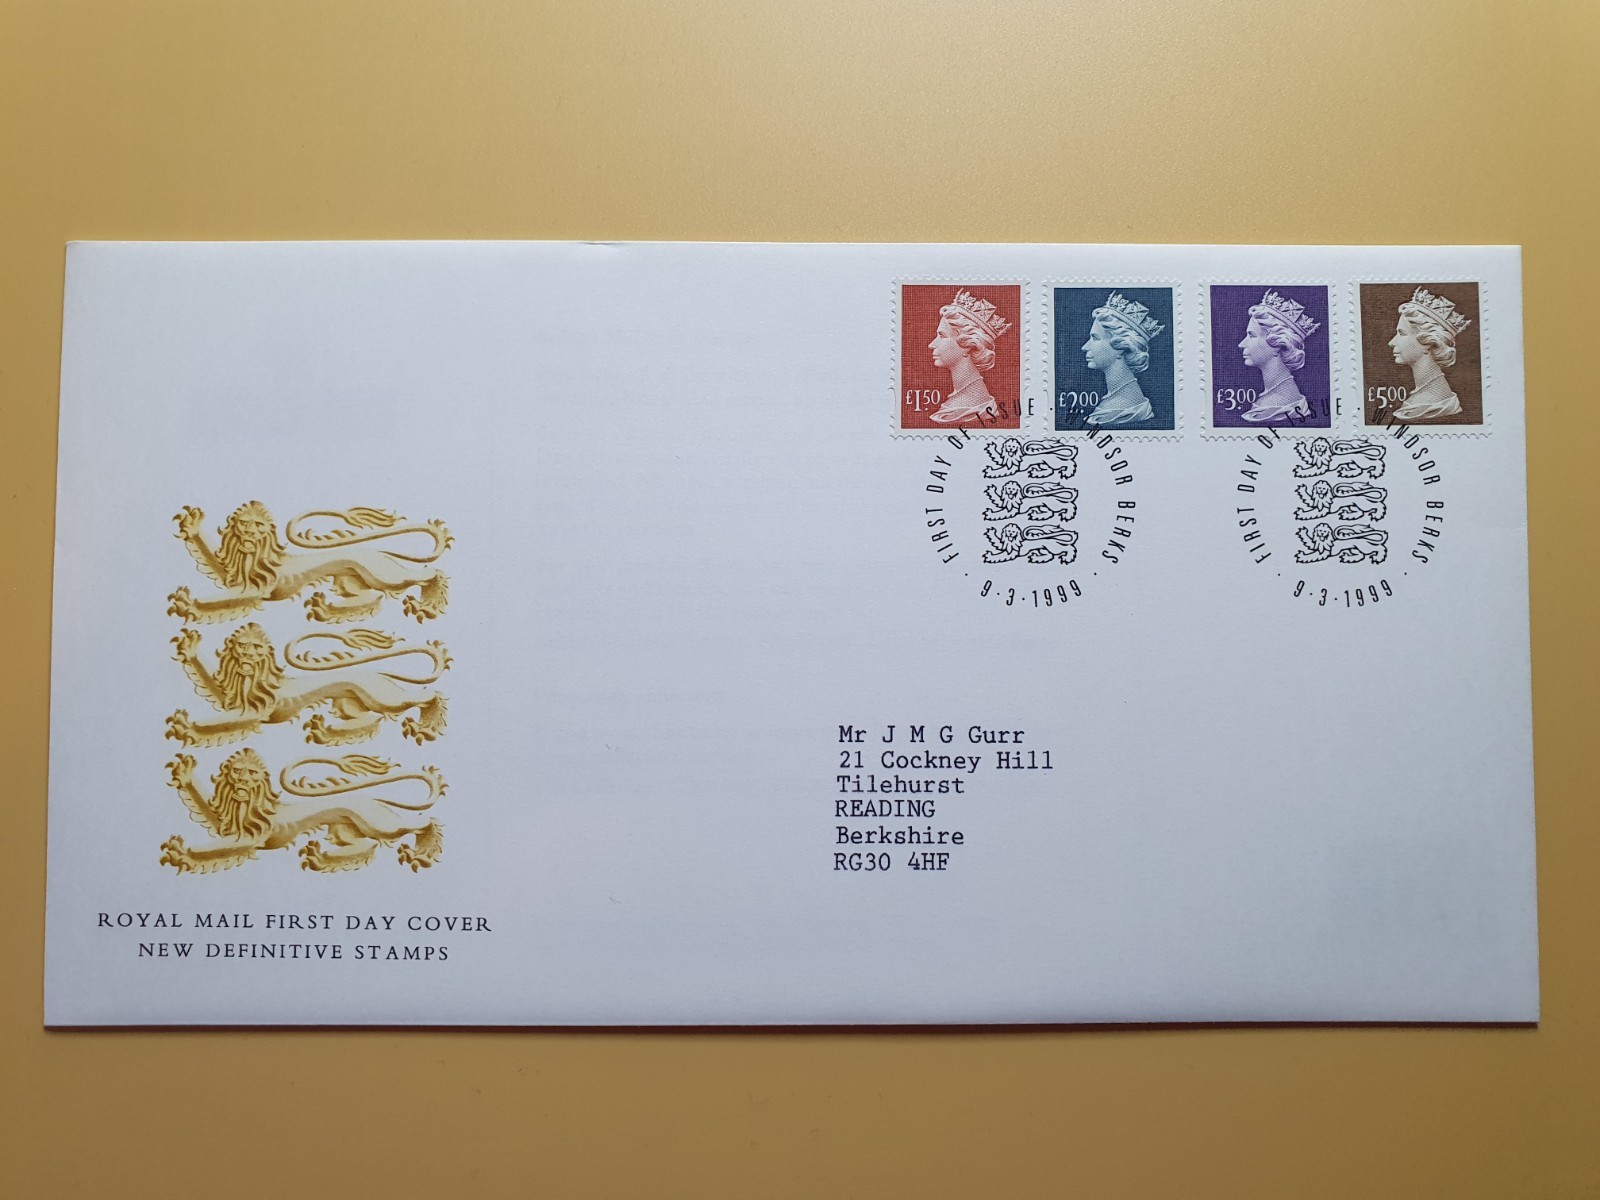 £1.50
£2.00
£3.00
£5.00
FIRST DAY OF ISSUE · WINDSOR BERKS ·
9·3·1999 ·
FIRST DAY OF ISSUE · WINDSOR BERKS ·
9·3·1999 ·
Mr J M G Gurr
21 Cockney Hill
Tilehurst
READING
Berkshire
RG30 4HF
ROYAL MAIL FIRST DAY COVER
NEW DEFINITIVE STAMPS